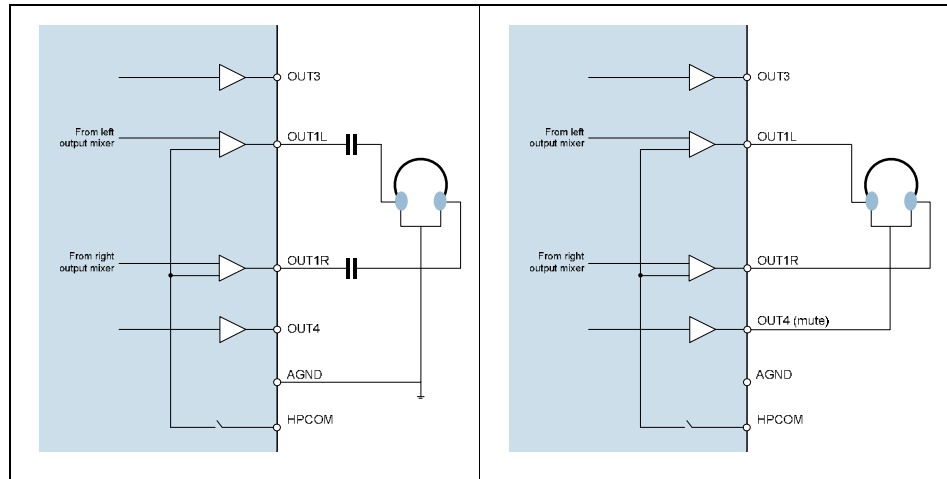 OUT3
From left
output mixer
OUT1L
From right
output mixer
OUT1R
OUT4
AGND
HPCOM
OUT3
From left
output mixer
OUT1L
From right
output mixer
OUT1R
OUT4 (mute)
AGND
HPCOM